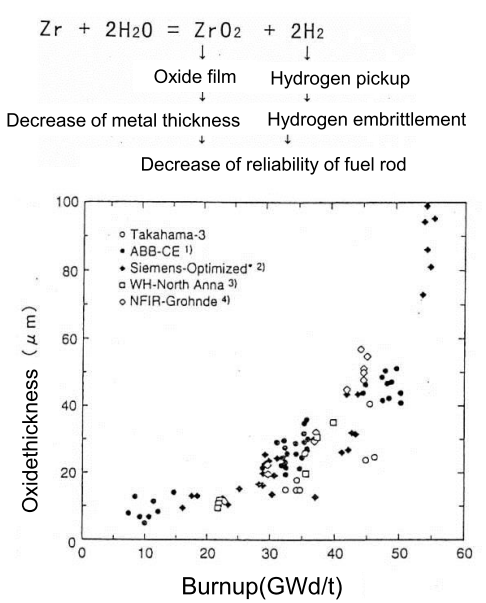 Zr + 2H2O = ZrO2 + 2H2
↓ ↓
Oxide film Hydrogen pickup
↓ ↓
Decrease of metal thickness Hydrogen embrittlement
↓ ↓
Decrease of reliability of fuel rod
100
80
60
40
20
0
Oxidethickness (μm)
Takahama-3
ABB-CE 1)
Siemens-Optimized* 2)
WH-North Anna 3)
NFIR-Grohnde 4)
0 10 20 30 40 50 60
Burnup(GWd/t)